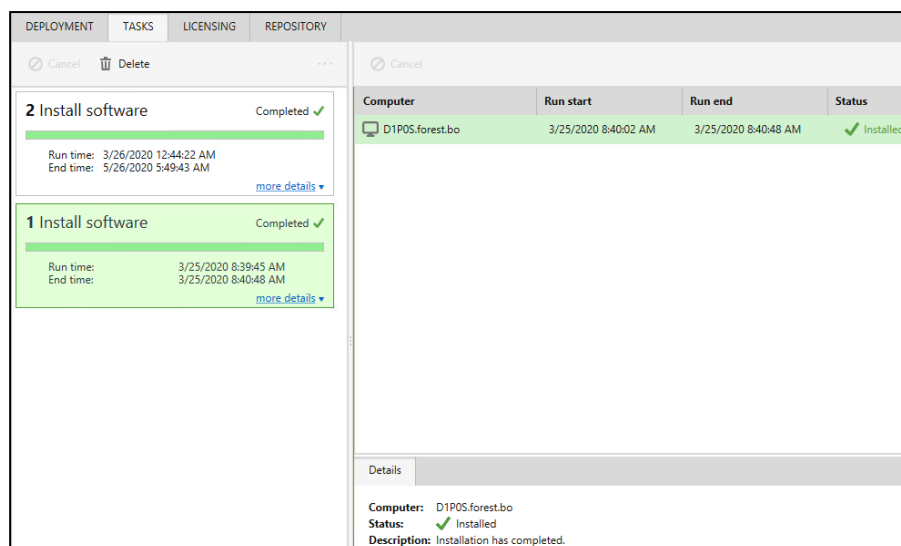 DEPLOYMENT TASKS LICENSING REPOSITORY
Cancel Delete ... Cancel
2 Install software Completed
Run time: 3/26/2020 12:44:22 AM
End time: 5/26/2020 5:49:43 AM
more details
1 Install software Completed
Run time: 3/25/2020 8:39:45 AM
End time: 3/25/2020 8:40:48 AM
more details
Computer Run start Run end Status
D1P0S.forest.bo 3/25/2020 8:40:02 AM 3/25/2020 8:40:48 AM Installed
Details
Computer: D1P0S.forest.bo
Status: Installed
Description: Installation has completed.